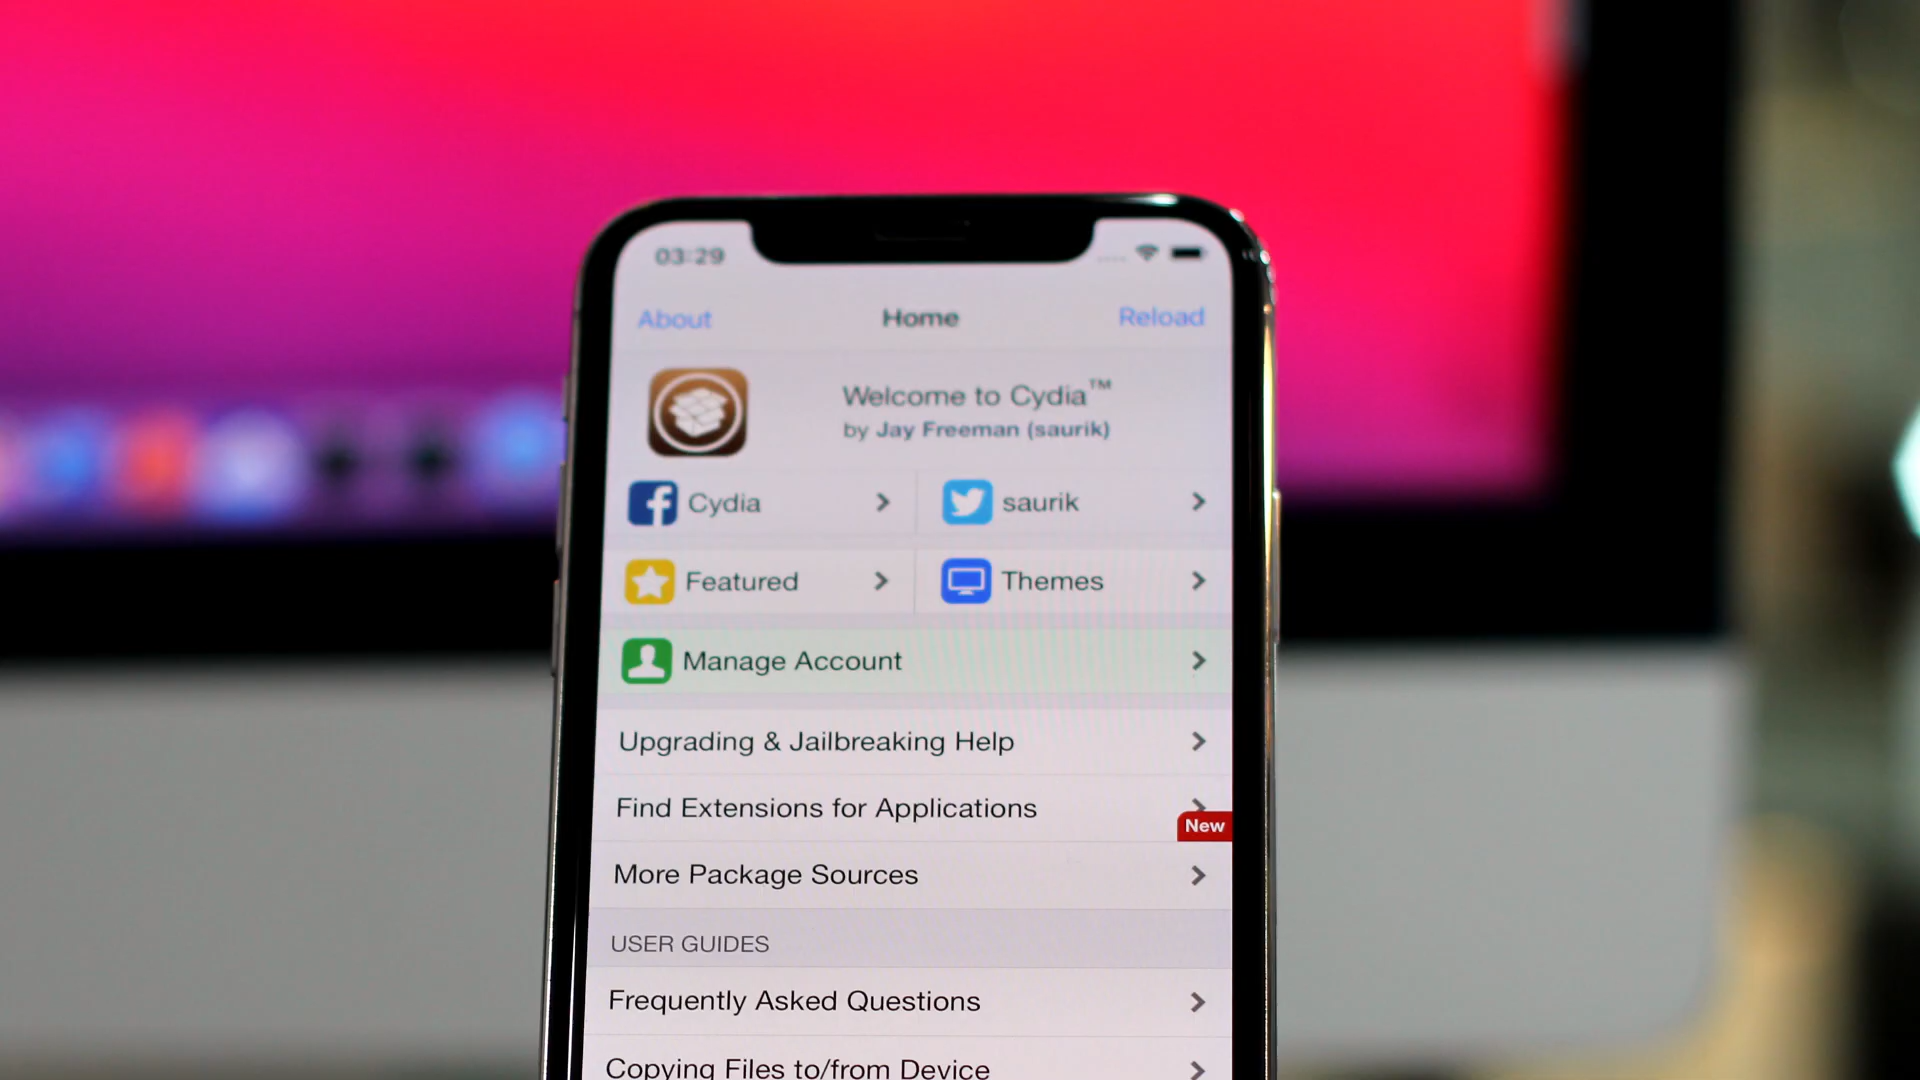 03:29
About Home Reload
Welcome to Cydia™
by Jay Freeman (saurik)
Cydia saurik
Featured Themes
Manage Account
Upgrading & Jailbreaking Help
Find Extensions for Applications
New
More Package Sources
USER GUIDES
Frequently Asked Questions
Copying Files to/from Device